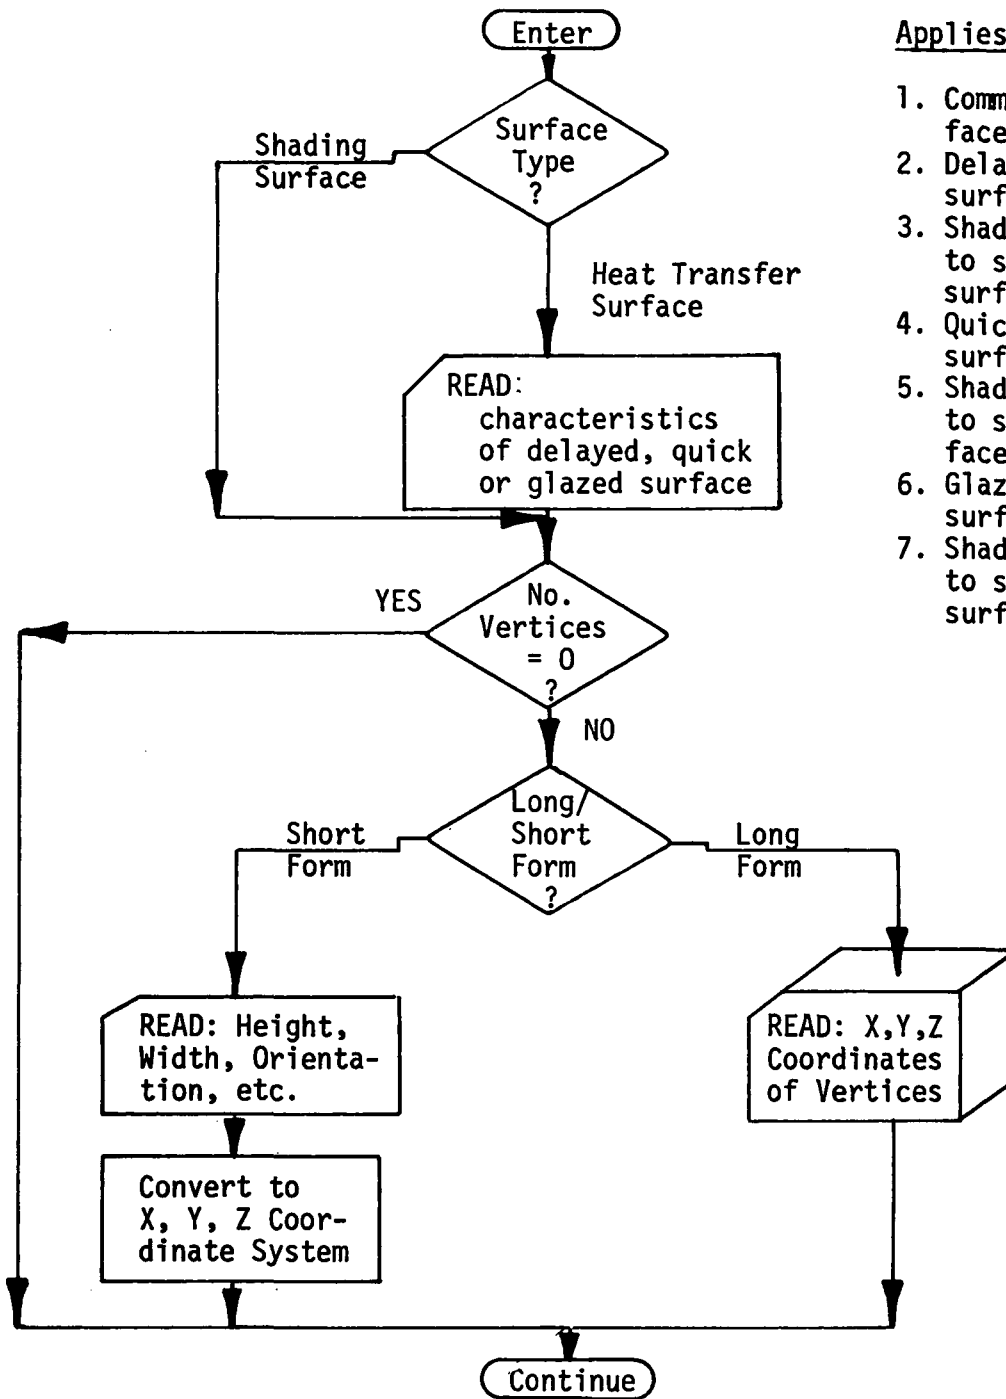 Enter
Surface
Type
?
Shading
Surface
Heat Transfer
Surface
READ:
characteristics
of delayed, quick
or glazed surface
No.
Vertices
= 0
?
YES
NO
Long/
Short
Form
?
Short
Form
Long
Form
READ: Height,
Width, Orienta-
tion, etc.
Convert to
X, Y, Z Coor-
dinate System
READ: X,Y,Z
Coordinates
of Vertices
Continue
Applies
1. Comm
face
2. Dela
surf
3. Shad
to s
surf
4. Quic
surf
5. Shad
to s
face
6. Glaz
surf
7. Shad
to s
surf